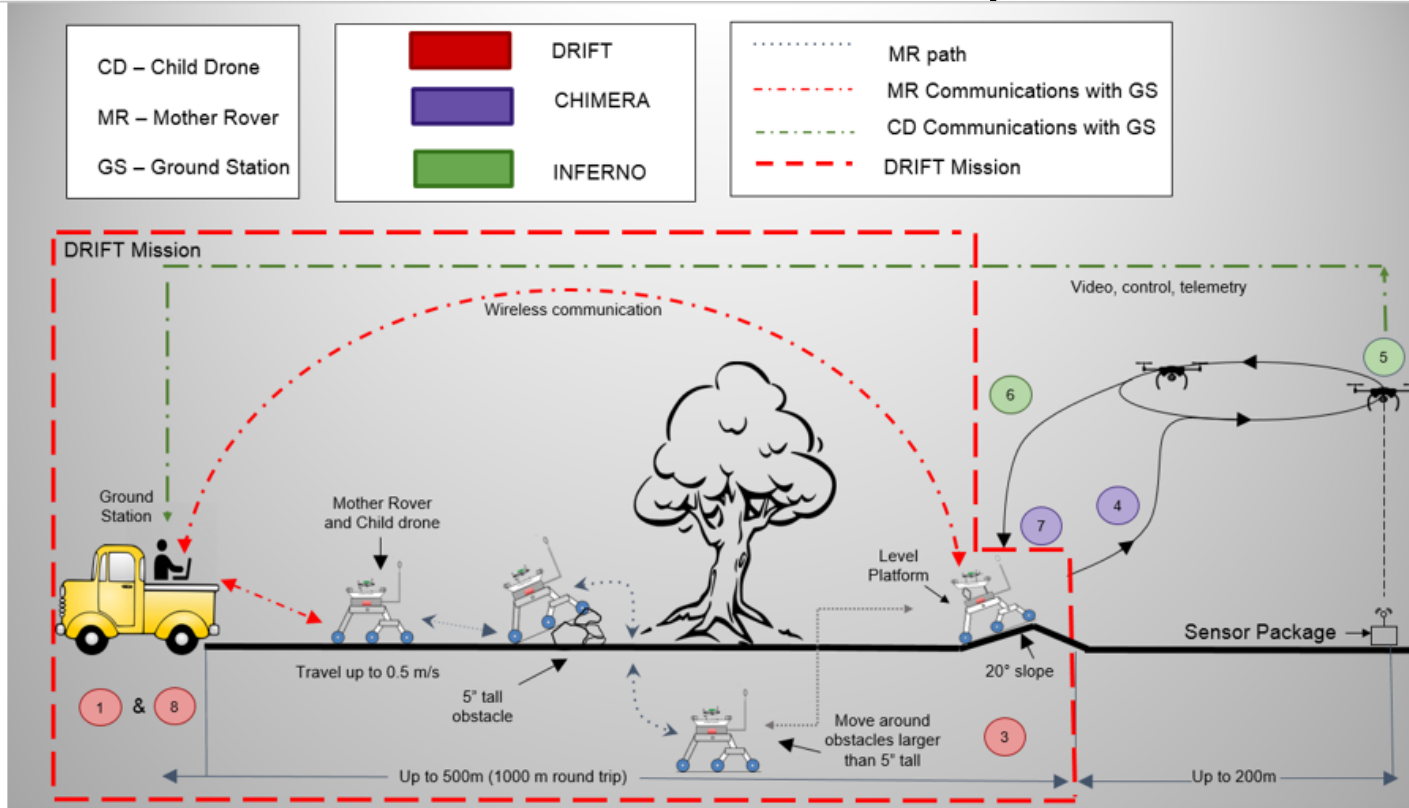 CD – Child Drone
MR – Mother Rover
GS – Ground Station
DRIFT
CHIMERA
INFERNO
MR path
MR Communications with GS
CD Communications with GS
DRIFT Mission
DRIFT Mission
Video, control, telemetry
Wireless communication
5
6
Ground
Station
Mother Rover
and Child drone
4
7
Level
Platform
Sensor Package
Travel up to 0.5 m/s
20° slope
5” tall
obstacle
1 & 8
Move around
obstacles larger
than 5” tall
3
Up to 500m (1000 m round trip)
Up to 200m